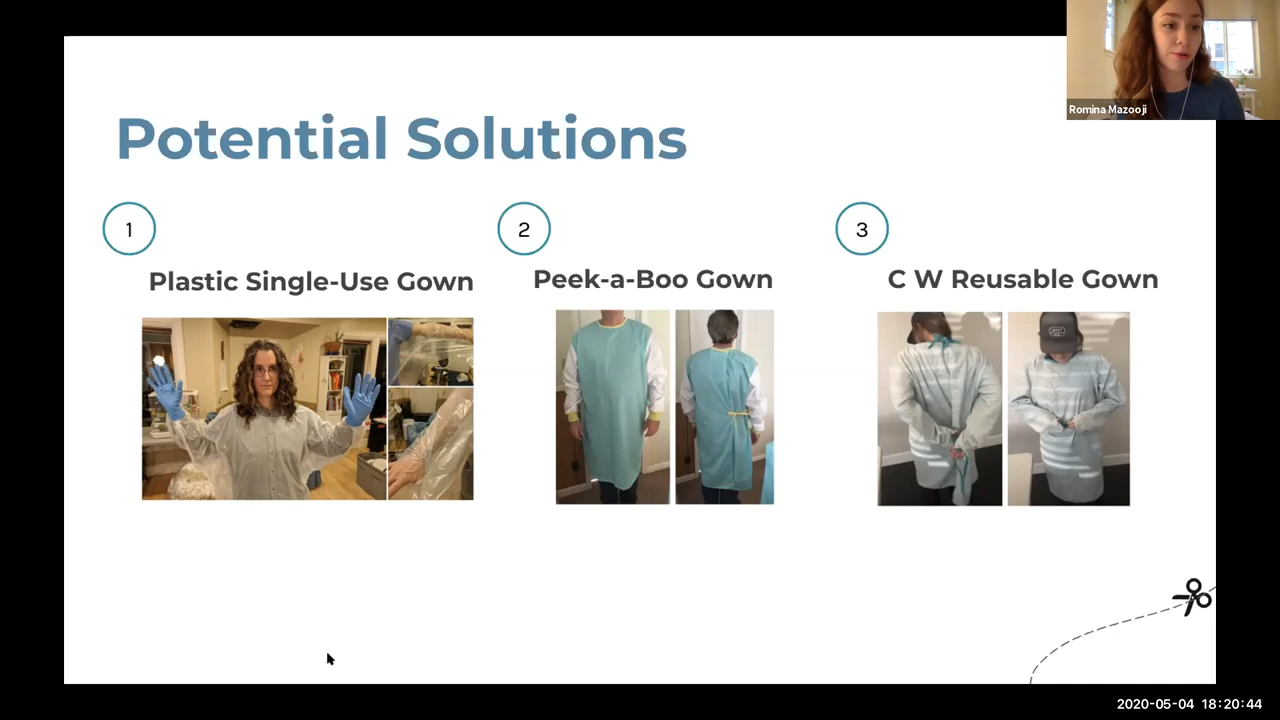 Romina Mazooji
Potential Solutions
1
2
3
Plastic Single-Use Gown
Peek-a-Boo Gown
C W Reusable Gown
2020-05-04 18:20:44